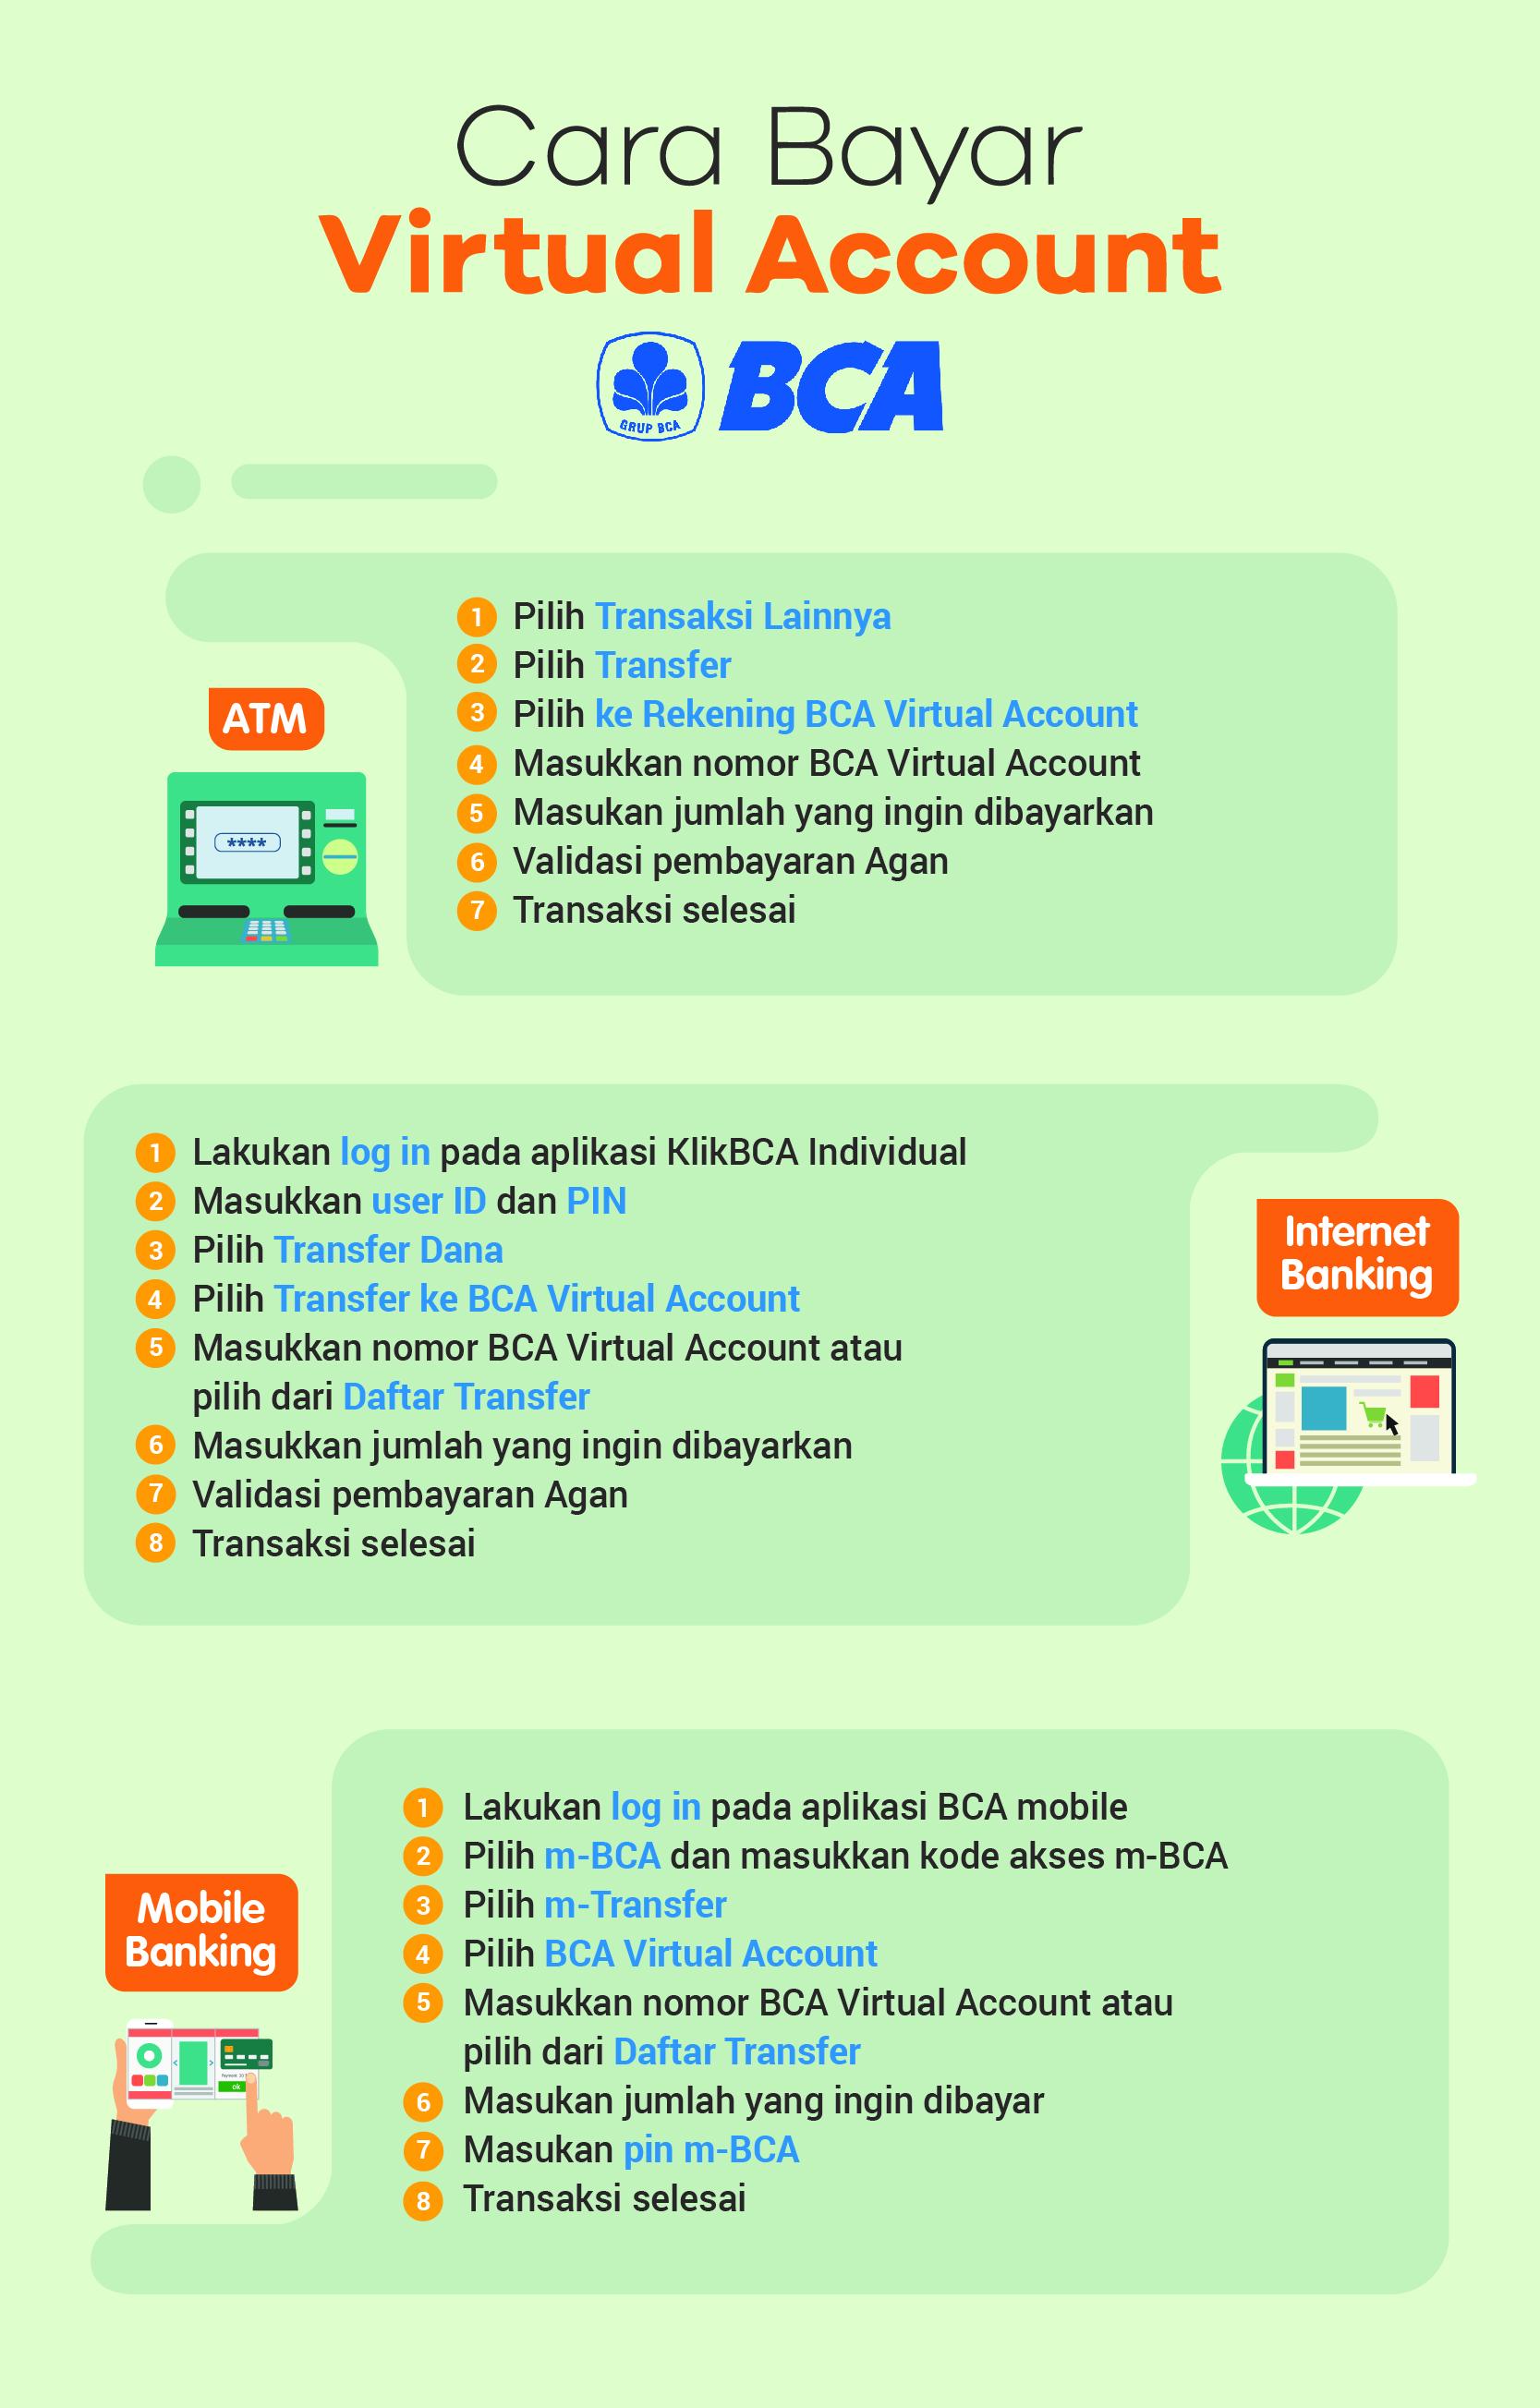 Cara Bayar
Virtual Account
GRUP BCA
BCA
ATM
****
1 Pilih Transaksi Lainnya
2 Pilih Transfer
3 Pilih ke Rekening BCA Virtual Account
4 Masukkan nomor BCA Virtual Account
5 Masukan jumlah yang ingin dibayarkan
6 Validasi pembayaran Agan
7 Transaksi selesai
1 Lakukan log in pada aplikasi KlikBCA Individual
2 Masukkan user ID dan PIN
3 Pilih Transfer Dana
4 Pilih Transfer ke BCA Virtual Account
5 Masukkan nomor BCA Virtual Account atau
pilih dari Daftar Transfer
6 Masukkan jumlah yang ingin dibayarkan
7 Validasi pembayaran Agan
8 Transaksi selesai
Internet
Banking
Mobile
Banking
ok
1 Lakukan log in pada aplikasi BCA mobile
2 Pilih m-BCA dan masukkan kode akses m-BCA
3 Pilih m-Transfer
4 Pilih BCA Virtual Account
5 Masukkan nomor BCA Virtual Account atau
pilih dari Daftar Transfer
6 Masukan jumlah yang ingin dibayar
7 Masukan pin m-BCA
8 Transaksi selesai